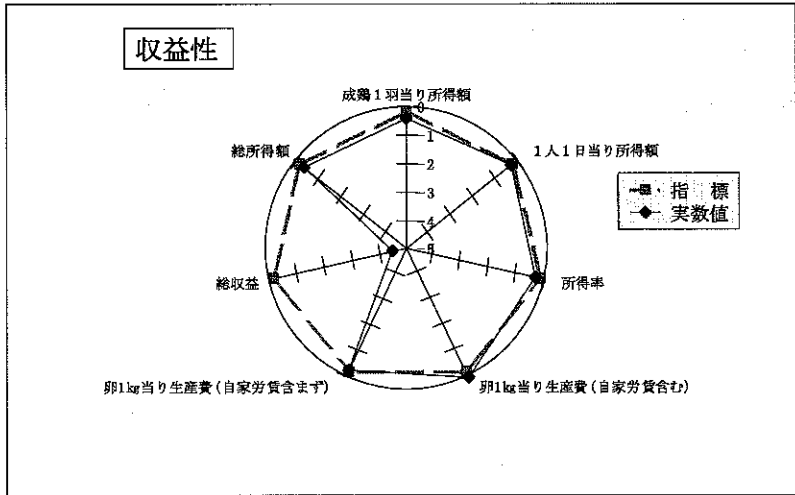 収益性
成鶏1羽当り所得額
0
総所得額
1人1日当り所得額
1
2
3
4
5
指 標
実数値
総収益
所得率
卵1kg当り生産費(自家労賃含まず)
卵1kg当り生産費(自家労賃含む)